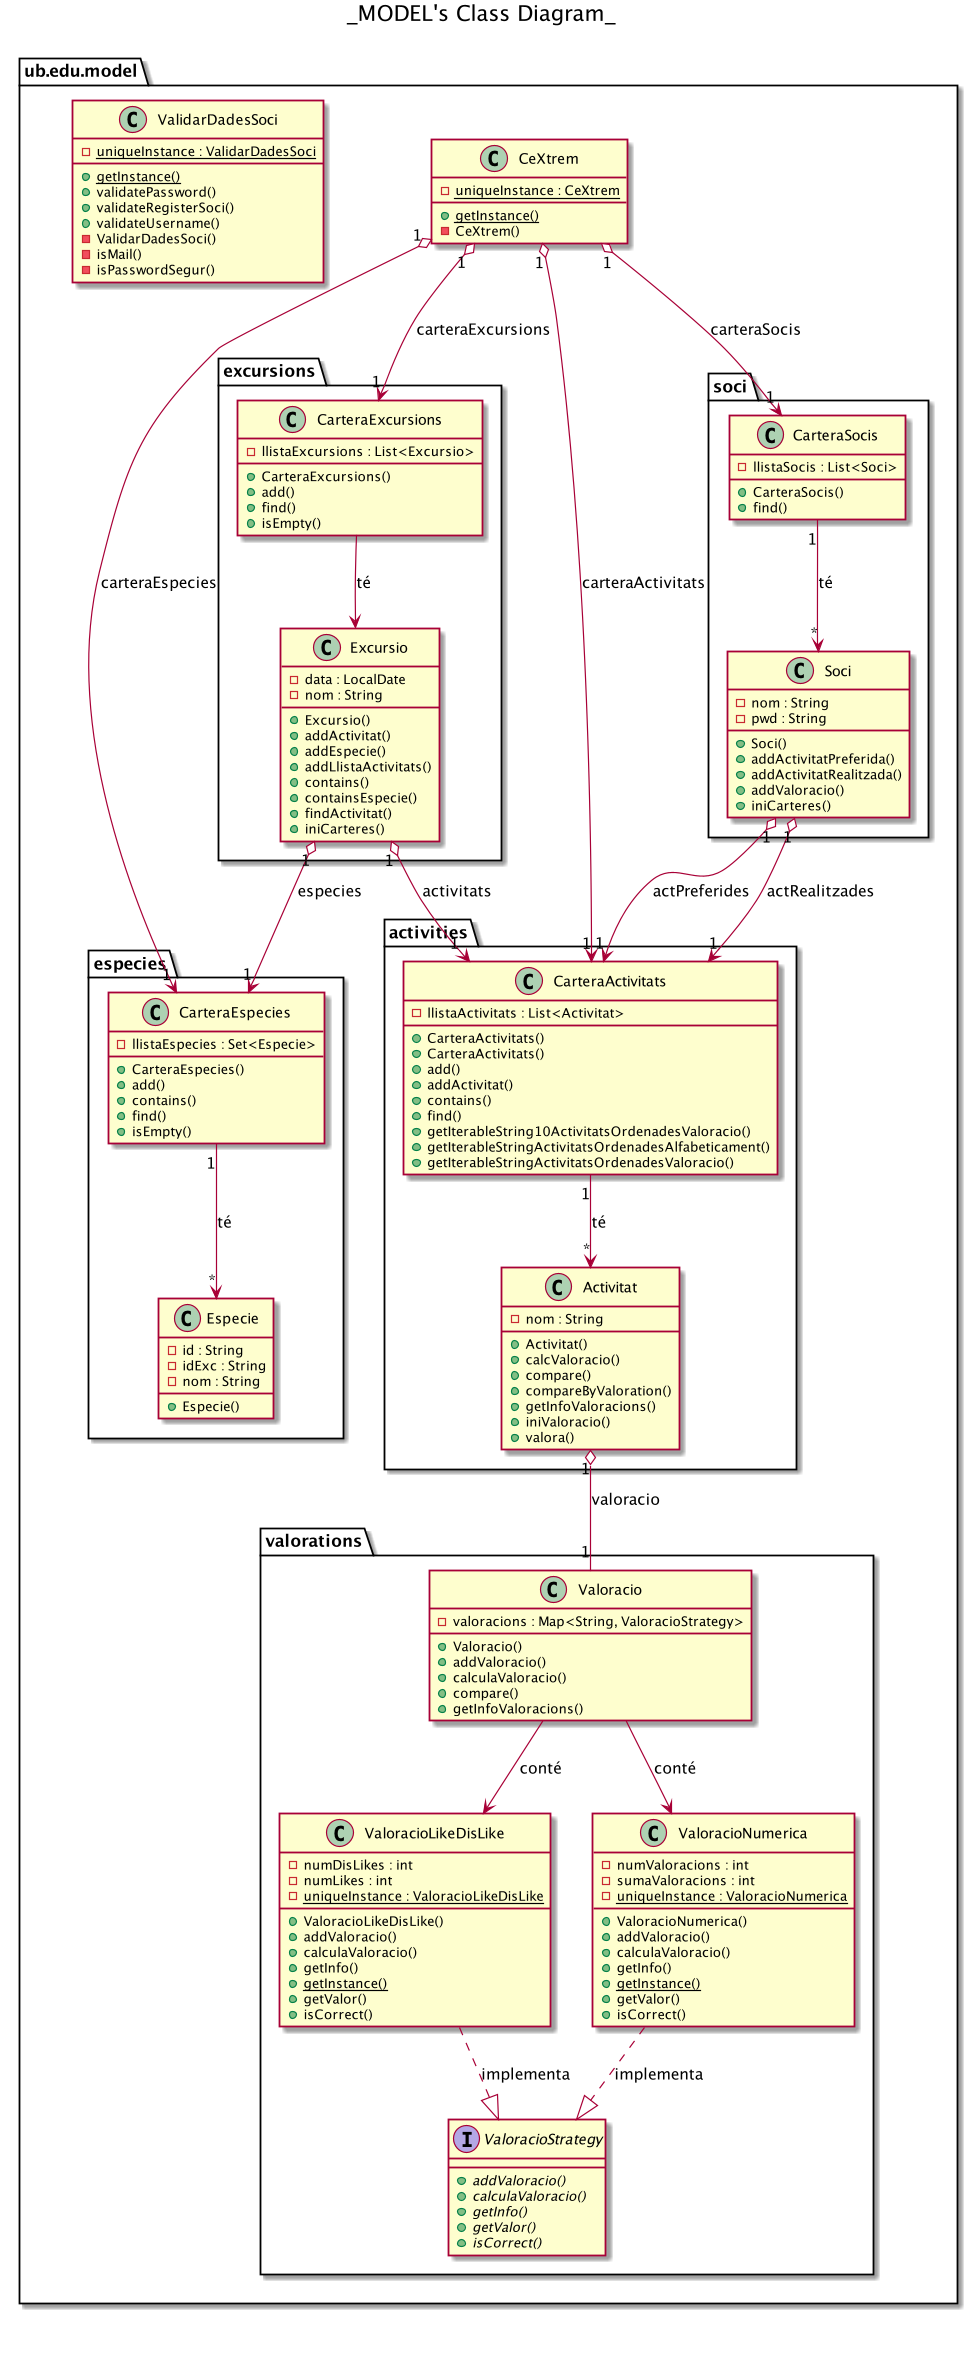 _MODEL's Class Diagram_
ub.edu.model
ValidarDadesSoci
uniqueInstance : ValidarDadesSoci
getInstance()
validatePassword()
validateRegisterSoci()
validateUsername()
ValidarDadesSoci()
isMail()
isPasswordSegur()
CeXtrem
uniqueInstance : CeXtrem
getInstance()
CeXtrem()
1
1
1
1
carteraExcursions
carteraSocis
1
1
excursions
CarteraExcursions
llistaExcursions : List<Excursio>
CarteraExcursions()
add()
find()
isEmpty()
soci
CarteraSocis
llistaSocis : List<Soci>
CarteraSocis()
find()
1
carteraEspecies
té
carteraActivitats
té
*
Excursio
data : LocalDate
nom : String
Excursio()
addActivitat()
addEspecie()
addLlistaActivitats()
contains()
containsEspecie()
findActivitat()
iniCarteres()
Soci
nom : String
pwd : String
Soci()
addActivitatPreferida()
addActivitatRealitzada()
addValoracio()
iniCarteres()
1
1
1
1
especies
activitats
actPreferides
actRealitzades
1
1
1
1
1
1
especies
CarteraEspecies
llistaEspecies : Set<Especie>
CarteraEspecies()
add()
contains()
find()
isEmpty()
activities
CarteraActivitats
llistaActivitats : List<Activitat>
CarteraActivitats()
CarteraActivitats()
add()
addActivitat()
contains()
find()
getIterableString10ActivitatsOrdenadesValoracio()
getIterableStringActivitatsOrdenadesAlfabeticament()
getIterableStringActivitatsOrdenadesValoracio()
1
té
*
1
té
*
Especie
id : String
idExc : String
nom : String
Especie()
Activitat
nom : String
Activitat()
calcValoracio()
compare()
compareByValoration()
getInfoValoracions()
iniValoracio()
valora()
1
valoracio
1
valorations
Valoracio
valoracions : Map<String, ValoracioStrategy>
Valoracio()
addValoracio()
calculaValoracio()
compare()
getInfoValoracions()
conté
conté
ValoracioLikeDisLike
numDisLikes : int
numLikes : int
uniqueInstance : ValoracioLikeDisLike
ValoracioLikeDisLike()
addValoracio()
calculaValoracio()
getInfo()
getInstance()
getValor()
isCorrect()
ValoracioNumerica
numValoracions : int
sumaValoracions : int
uniqueInstance : ValoracioNumerica
ValoracioNumerica()
addValoracio()
calculaValoracio()
getInfo()
getInstance()
getValor()
isCorrect()
implementa
implementa
ValoracioStrategy
addValoracio()
calculaValoracio()
getInfo()
getValor()
isCorrect()